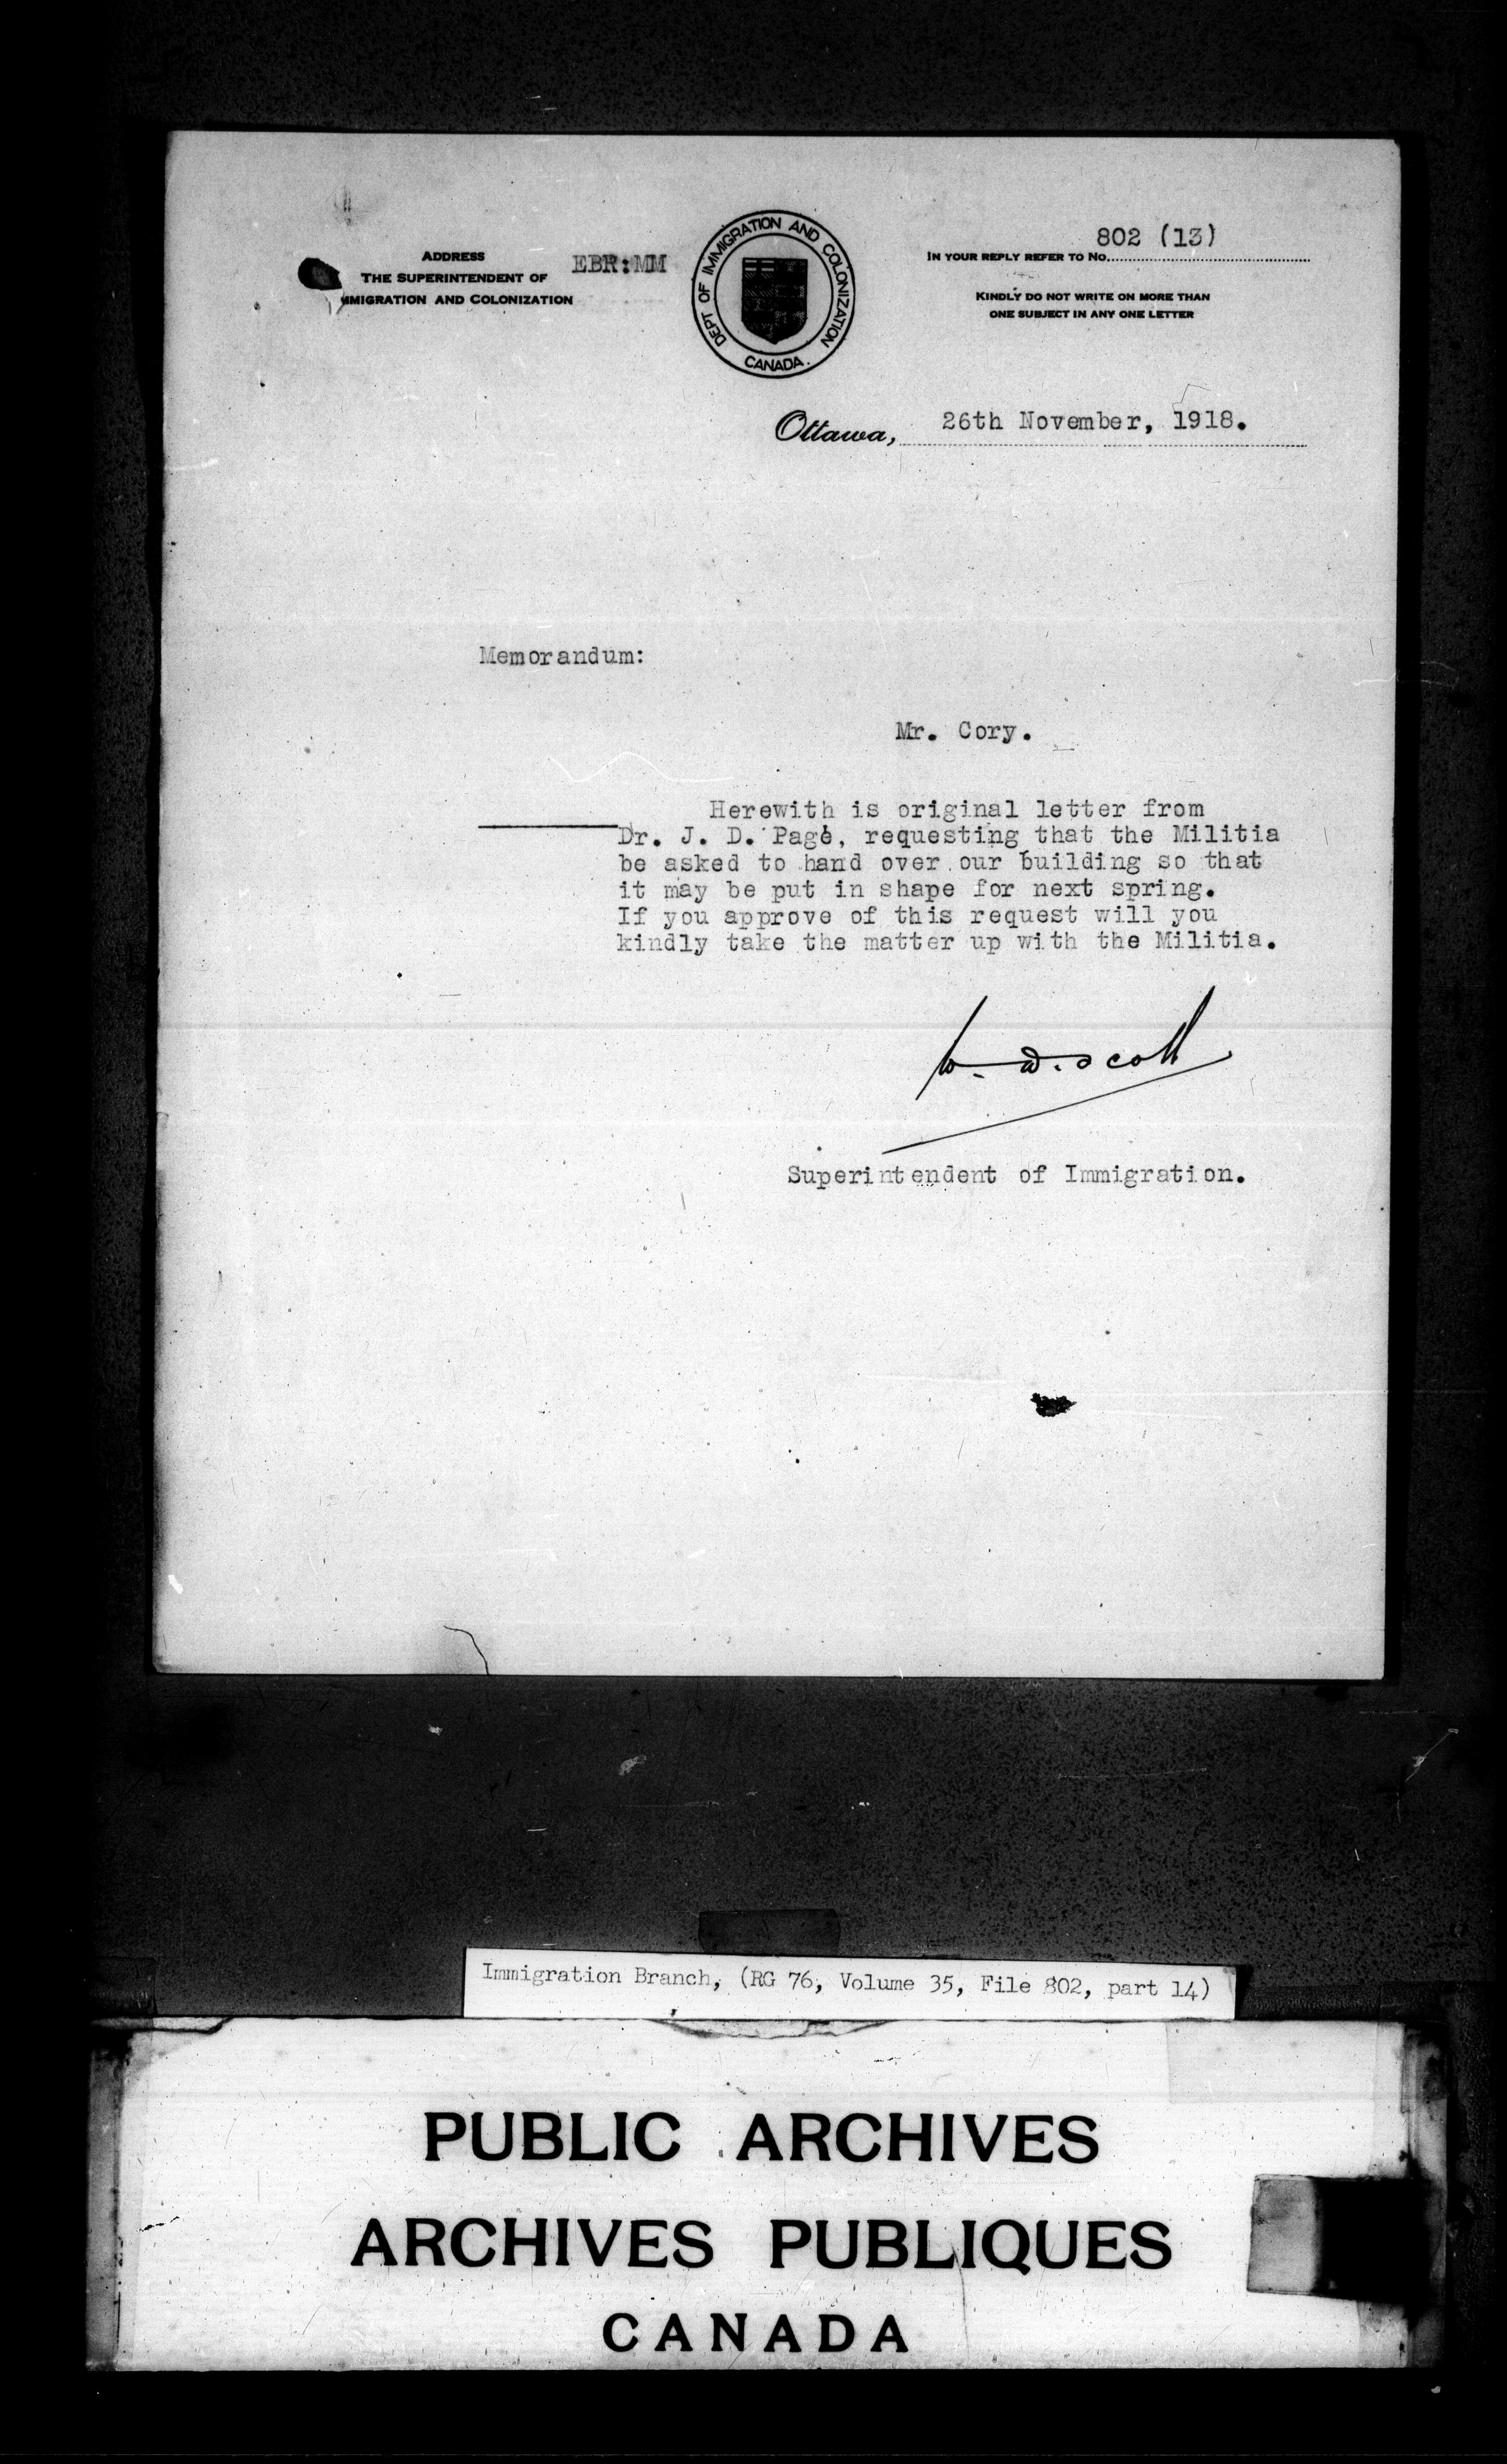 802 (13)
ADDRESS
THE SUPERINTENDENT OF
IMMIGRATION AND COLONIZATION
EBR:MM
DEPT OF IMMIGRATION AND COLONIZATION
CANADA.
IN YOUR REPLY REFER TO No.
KINDLY DO NOT WRITE ON MORE THAN
ONE SUBJECT IN ANY ONE LETTER
Ottawa, 26th November, 1918.
Memorandum:
Mr. Cory.
Herewith is original letter from
Dr. J. D. Page, requesting that the Militia
be asked to hand over our building so that
it may be put in shape for next spring.
If you approve of this request will you
kindly take the matter up with the Militia.
W. D. Scott
Superintendent of Immigration.
Immigration Branch, (RG 76, Volume 35, File 802, part 14)
PUBLIC ARCHIVES
ARCHIVES PUBLIQUES
CANADA